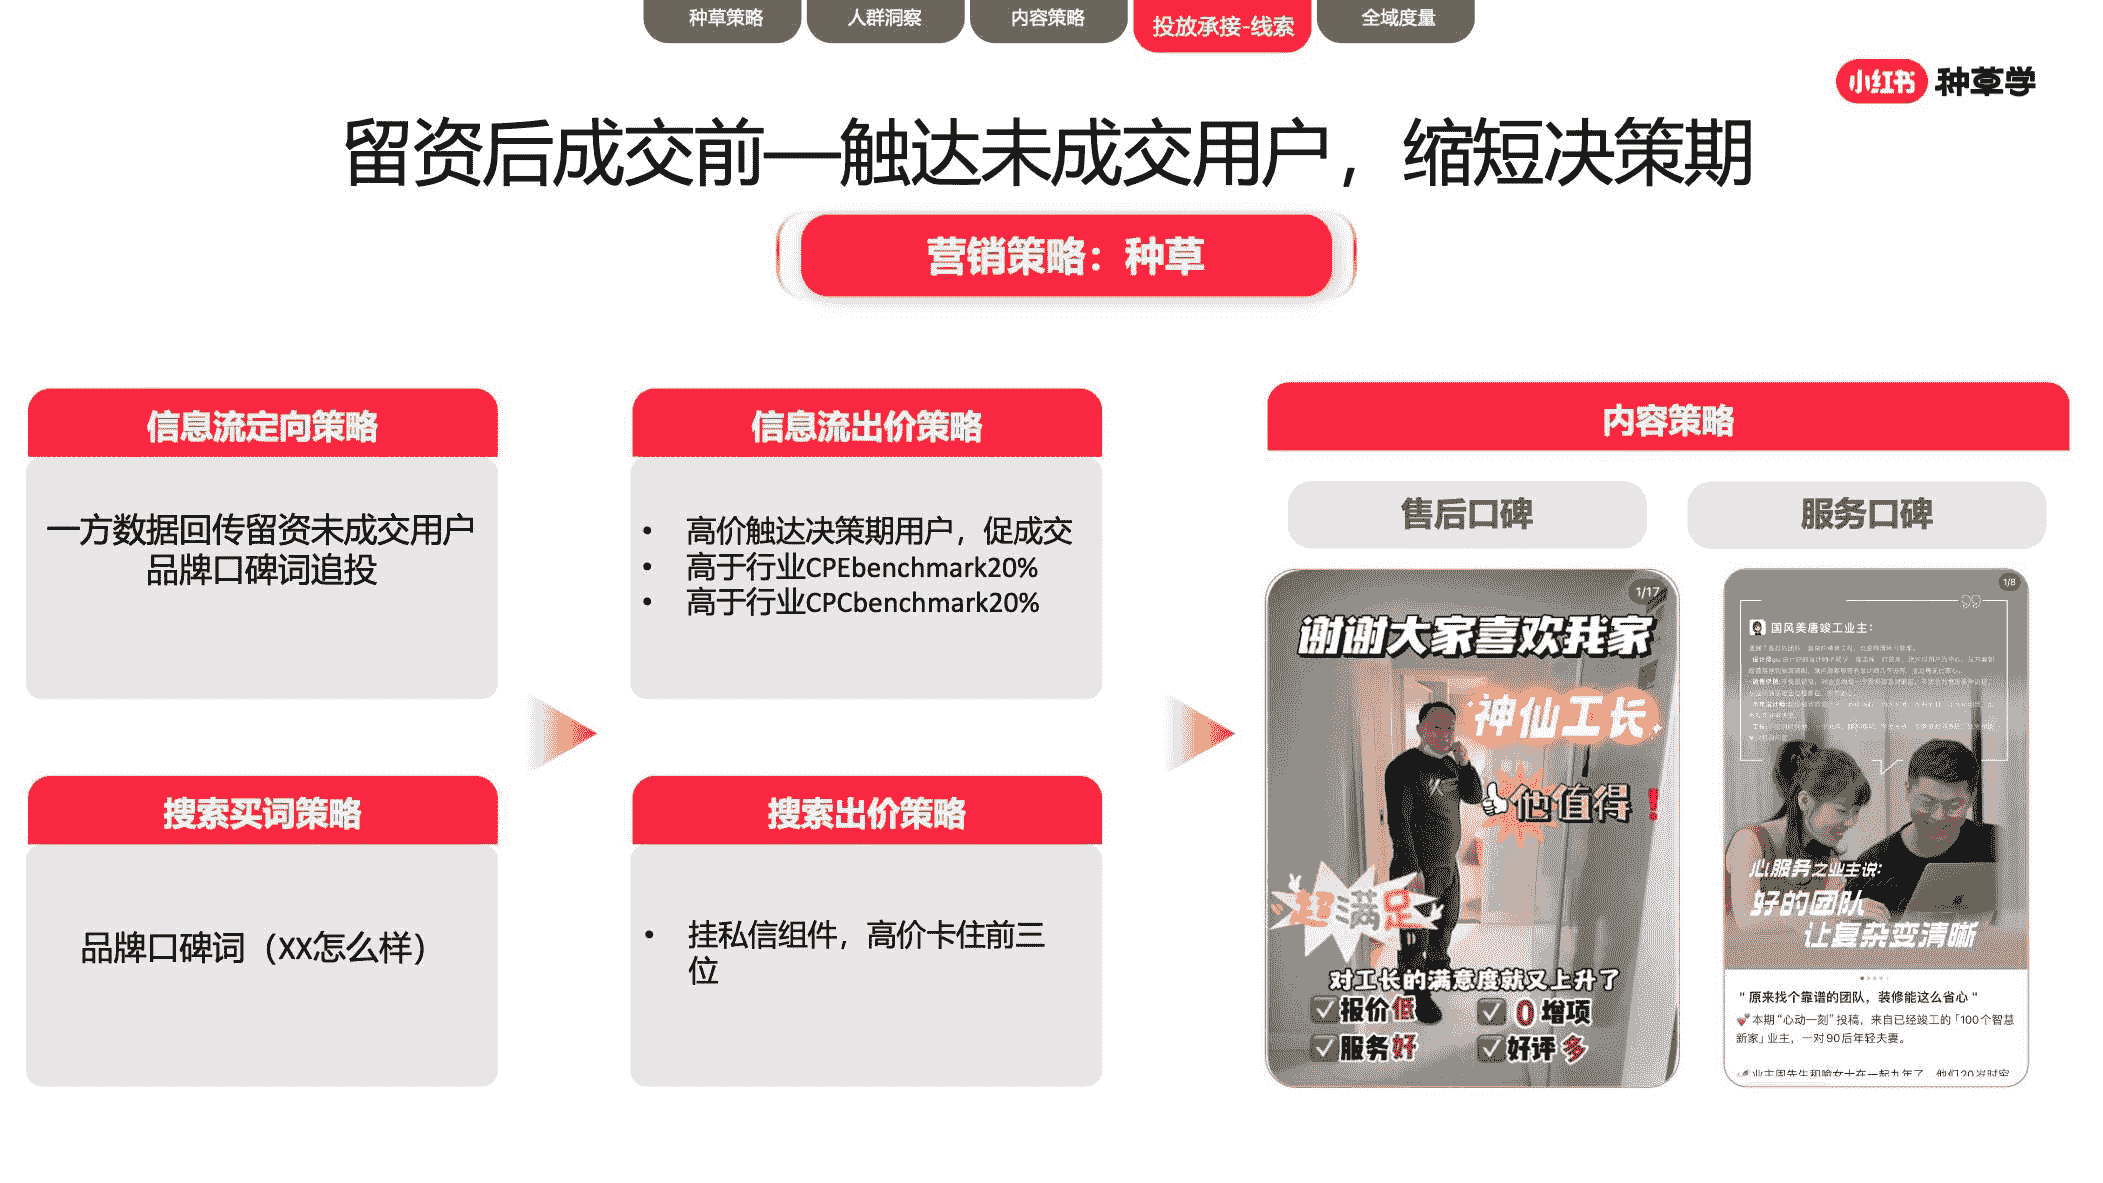 种草策略
人群洞察
内容策略
投放承接-线索
全域度量
小红书 种草学
留资后成交前—触达未成交用户，缩短决策期
营销策略：种草
信息流定向策略
一方数据回传留资未成交用户
品牌口碑词追投
搜索买词策略
品牌口碑词（XX怎么样）
信息流出价策略
• 高价触达决策期用户，促成交
• 高于行业CPEbenchmark20%
• 高于行业CPCbenchmark20%
搜索出价策略
• 挂私信组件，高价卡住前三
位
内容策略
售后口碑
1/17
谢谢大家喜欢我家
神仙工长
他值得
超满足
对工长的满意度就又上升了
报价低
0增项
服务好
好评多
服务口碑
1/8
国风美唐竣工业主：
心服务之业主说:
好的团队
让复杂变清晰
"原来找个靠谱的团队，装修能这么省心"
本期“心动一刻”投稿，来自已经竣工的「100个智慧
新家」业主，一对90后年轻夫妻。